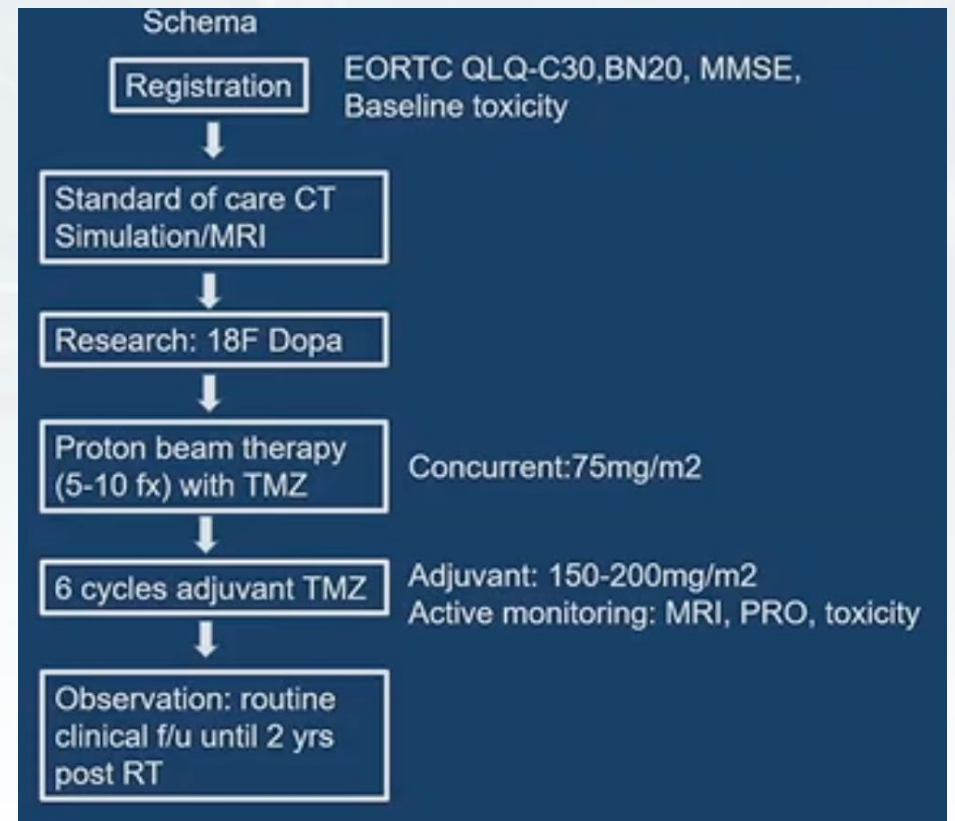 Schema
Registration
EORTC QLQ-C30,BN20, MMSE,
Baseline toxicity
Standard of care CT
Simulation/MRI
Research: 18F Dopa
Proton beam therapy
(5-10 fx) with TMZ
Concurrent:75mg/m2
6 cycles adjuvant TMZ
Adjuvant: 150-200mg/m2
Active monitoring: MRI, PRO, toxicity
Observation: routine
clinical f/u until 2 yrs
post RT